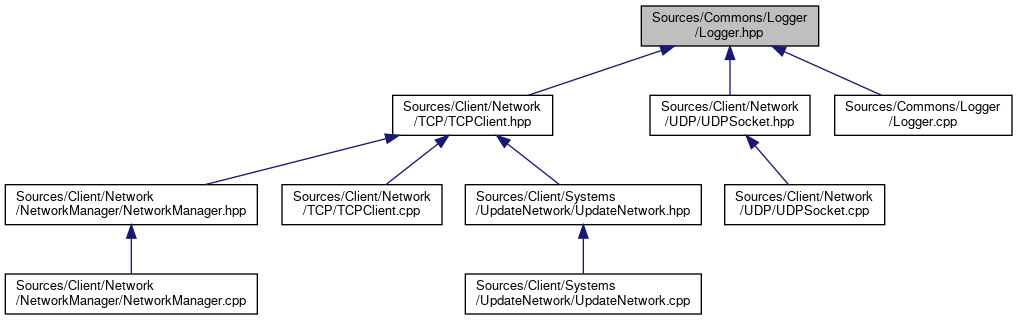 Sources/Commons/Logger
/Logger.hpp
Sources/Client/Network
/TCP/TCPClient.hpp
Sources/Client/Network
/UDP/UDPSocket.hpp
Sources/Commons/Logger
/Logger.cpp
Sources/Client/Network
/NetworkManager/NetworkManager.hpp
Sources/Client/Network
/TCP/TCPClient.cpp
Sources/Client/Systems
/UpdateNetwork/UpdateNetwork.hpp
Sources/Client/Network
/UDP/UDPSocket.cpp
Sources/Client/Network
/NetworkManager/NetworkManager.cpp
Sources/Client/Systems
/UpdateNetwork/UpdateNetwork.cpp